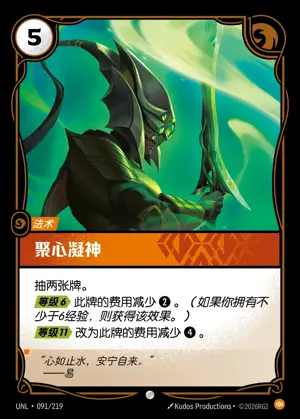 5
法术
聚心凝神
抽两张牌。
等级6 此牌的费用减少 2 。（如果你拥有不
少于6经验，则获得该效果。）
等级11 改为此牌的费用减少 4 。
“心如止水，安宁自来。”
——易
UNL • 091/219
Kudos Productions • ©2026RGI